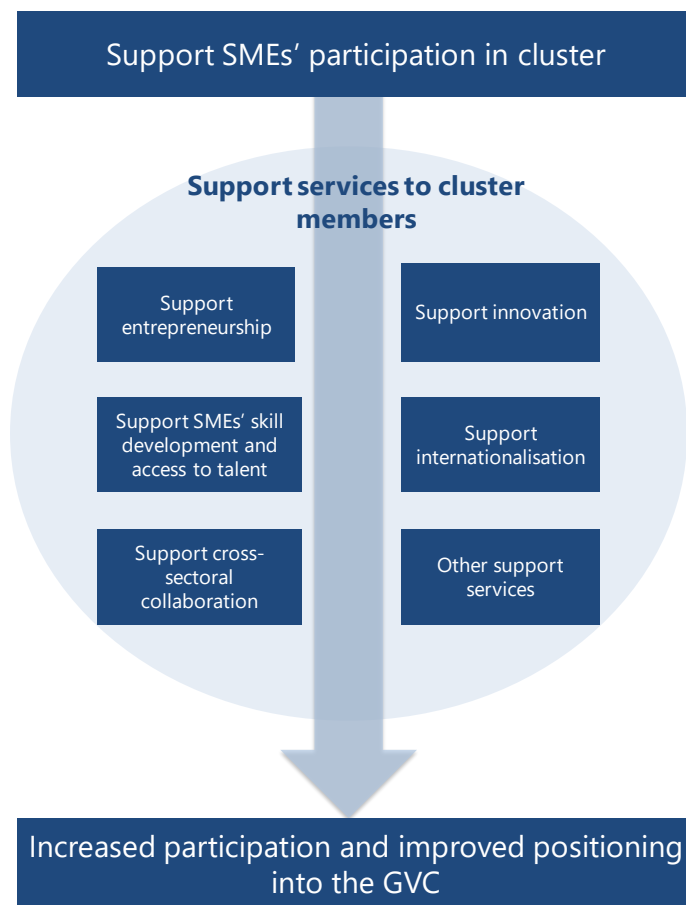 Support SMEs’ participation in cluster
Support services to cluster
members
Support
entrepreneurship
Support innovation
Support SMEs’ skill
development and
access to talent
Support
internationalisation
Support cross-
sectoral
collaboration
Other support
services
Increased participation and improved positioning
into the GVC